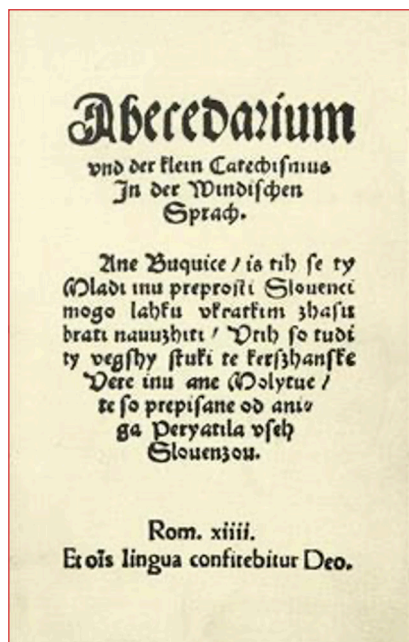 Abecedarium
vnd der klein Catechismus
In der Windischen
Sprach.
Ane Buquice / is tih se ty
Mladi inu preprosti Slouenci
mogo lahku vkratkim zhasu
brati nauuzhiti / Vtih so tudi
ty vegshy stuki te kerszhanske
Vere inu ane Molytue /
te so prepisane od ani-
ga Peryatila vseh
Slouenzou.
Rom. xiiii.
Et oīs lingua confitebitur Deo.